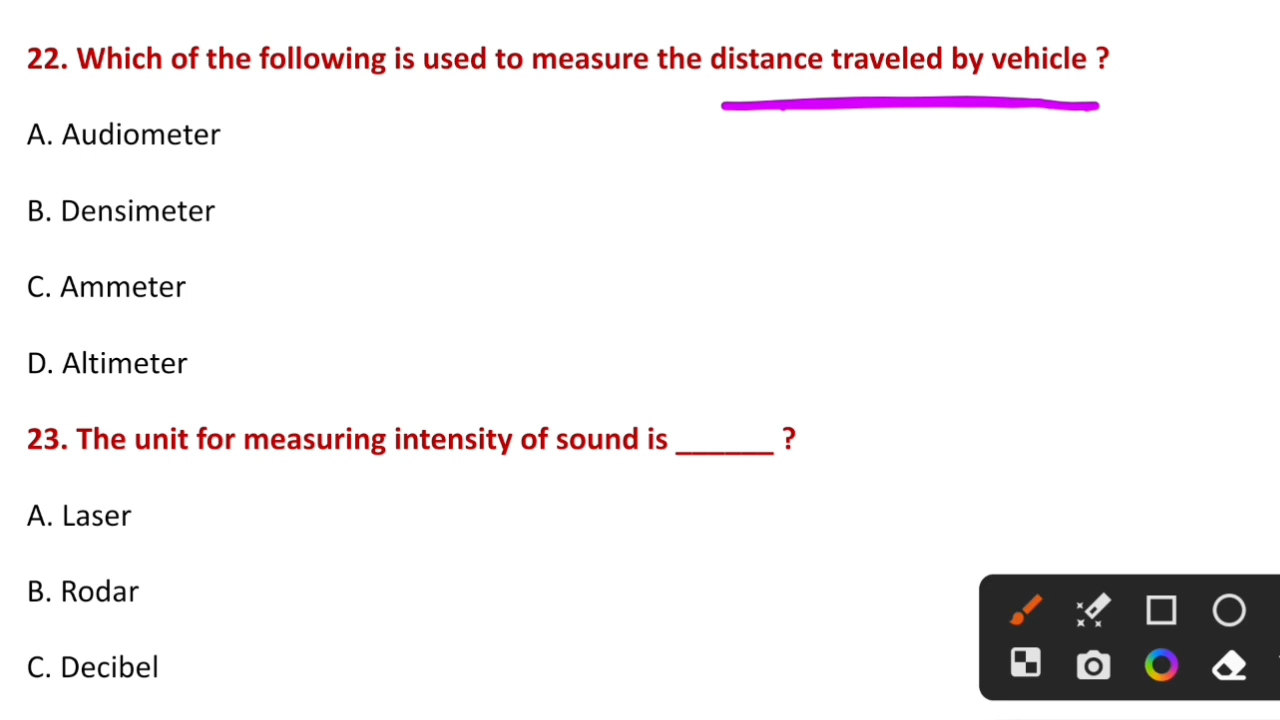 22. Which of the following is used to measure the distance traveled by vehicle ?
A. Audiometer
B. Densimeter
C. Ammeter
D. Altimeter
23. The unit for measuring intensity of sound is ______ ?
A. Laser
B. Rodar
C. Decibel